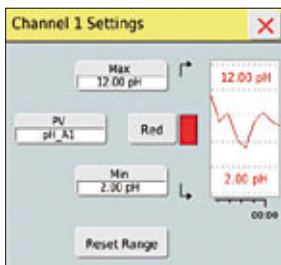 Channel 1 Settings
Max
12.00 pH
12.00 pH
PV
pH_A1
Red
Min
2.00 pH
2.00 pH
00:00
Reset Range